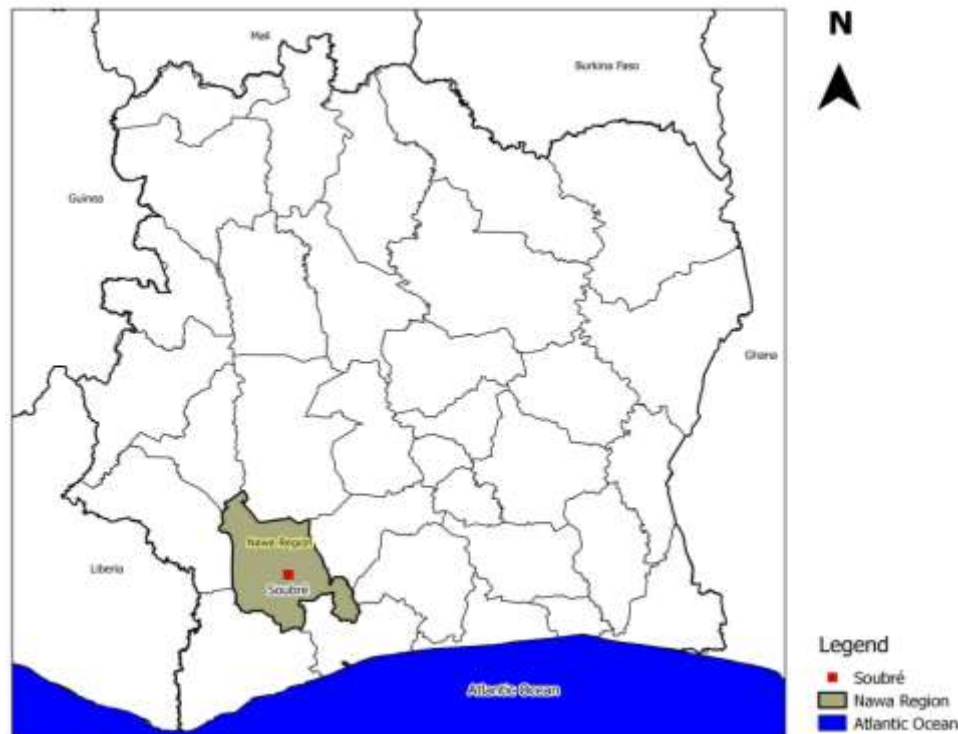 N
Mali
Burkina Faso
Guinea
Ghana
Nawa Region
Liberia
Soubré
Atlantic Ocean
Legend
Soubré
Nawa Region
Atlantic Ocean